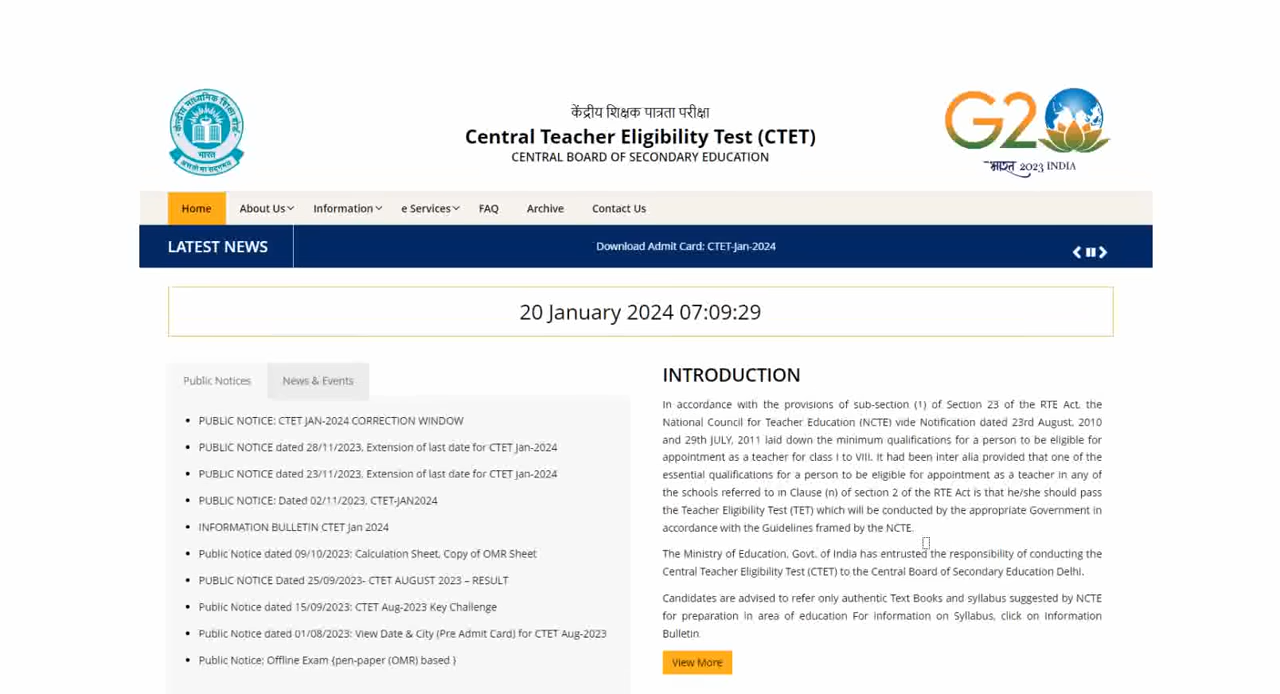 केंद्रीय शिक्षक पात्रता परीक्षा
Central Teacher Eligibility Test (CTET)
CENTRAL BOARD OF SECONDARY EDUCATION
केन्द्रीय माध्यमिक शिक्षा बोर्ड
भारत
असतो मा सद्गमय
G20
भारत 2023 INDIA
Home
About Us
Information
e Services
FAQ
Archive
Contact Us
LATEST NEWS
Download Admit Card: CTET-Jan-2024
20 January 2024 07:09:29
Public Notices
News & Events
PUBLIC NOTICE: CTET JAN-2024 CORRECTION WINDOW
PUBLIC NOTICE dated 28/11/2023, Extension of last date for CTET Jan-2024
PUBLIC NOTICE dated 23/11/2023, Extension of last date for CTET Jan-2024
PUBLIC NOTICE: Dated 02/11/2023, CTET-JAN2024
INFORMATION BULLETIN CTET Jan 2024
Public Notice dated 09/10/2023: Calculation Sheet, Copy of OMR Sheet
PUBLIC NOTICE Dated 25/09/2023- CTET AUGUST 2023 – RESULT
Public Notice dated 15/09/2023: CTET Aug-2023 Key Challenge
Public Notice dated 01/08/2023: View Date & City (Pre Admit Card) for CTET Aug-2023
Public Notice: Offline Exam {pen-paper (OMR) based }
INTRODUCTION
In accordance with the provisions of sub-section (1) of Section 23 of the RTE Act, the
National Council for Teacher Education (NCTE) vide Notification dated 23rd August, 2010
and 29th JULY, 2011 laid down the minimum qualifications for a person to be eligible for
appointment as a teacher for class I to VIII. It had been inter alia provided that one of the
essential qualifications for a person to be eligible for appointment as a teacher in any of
the schools referred to in Clause (n) of section 2 of the RTE Act is that he/she should pass
the Teacher Eligibility Test (TET) which will be conducted by the appropriate Government in
accordance with the Guidelines framed by the NCTE.
The Ministry of Education, Govt. of India has entrusted the responsibility of conducting the
Central Teacher Eligibility Test (CTET) to the Central Board of Secondary Education Delhi.
Candidates are advised to refer only authentic Text Books and syllabus suggested by NCTE
for preparation in area of education For information on Syllabus, click on Information
Bulletin.
View More